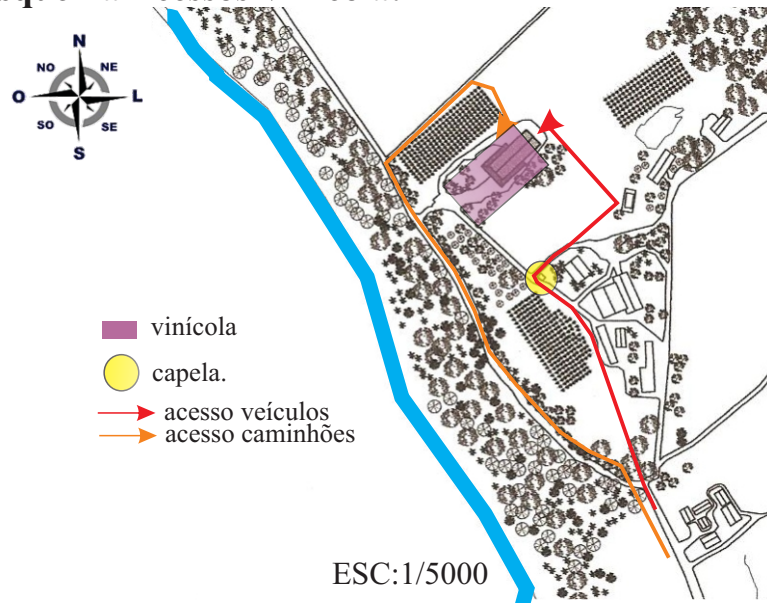 N
NO NE
O L
SO SE
S
vinícola
capela.
acesso veículos
acesso caminhões
ESC:1/5000